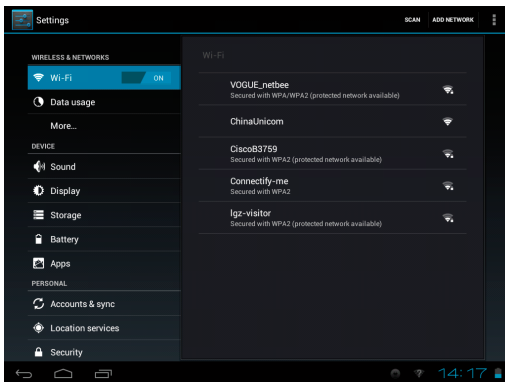 Settings
SCAN
ADD NETWORK
WIRELESS & NETWORKS
Wi-Fi
ON
Data usage
More...
DEVICE
Sound
Display
Storage
Battery
Apps
PERSONAL
Accounts & sync
Location services
Security
Wi-Fi
VOGUE_netbee
Secured with WPA/WPA2 (protected network available)
ChinaUnicom
CiscoB3759
Secured with WPA2 (protected network available)
Connectify-me
Secured with WPA2
lgz-visitor
Secured with WPA2 (protected network available)
14:17